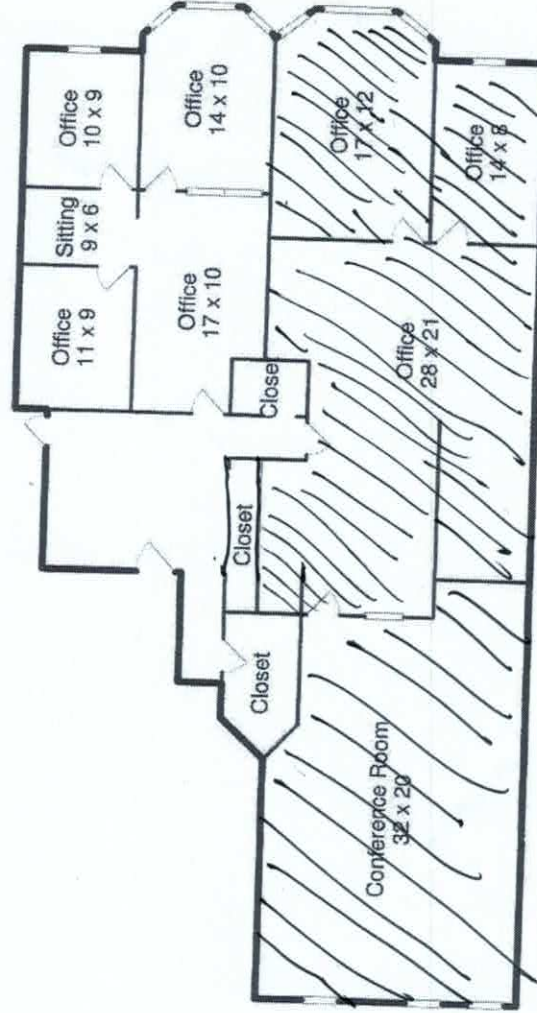 Office
10 x 9
Office
14 x 10
Office
17 x 12
Office
14 x 8
Sitting
9 x 6
Office
11 x 9
Office
17 x 10
Close
Office
28 x 21
Closet
Closet
Conference Room
32 x 20